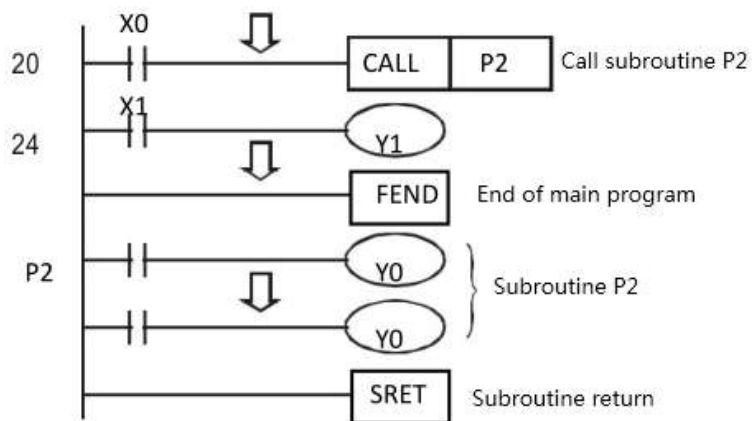 X0
20 CALL P2 Call subroutine P2
X1
24 Y1
FEND End of main program
P2 Y0
Subroutine P2
Y0
SRET Subroutine return